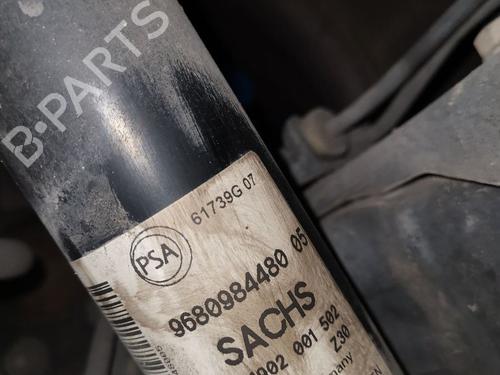 B-PARTS
61739G 07
PSA
9680984480 05
SACHS
902 001 502
Z30
many